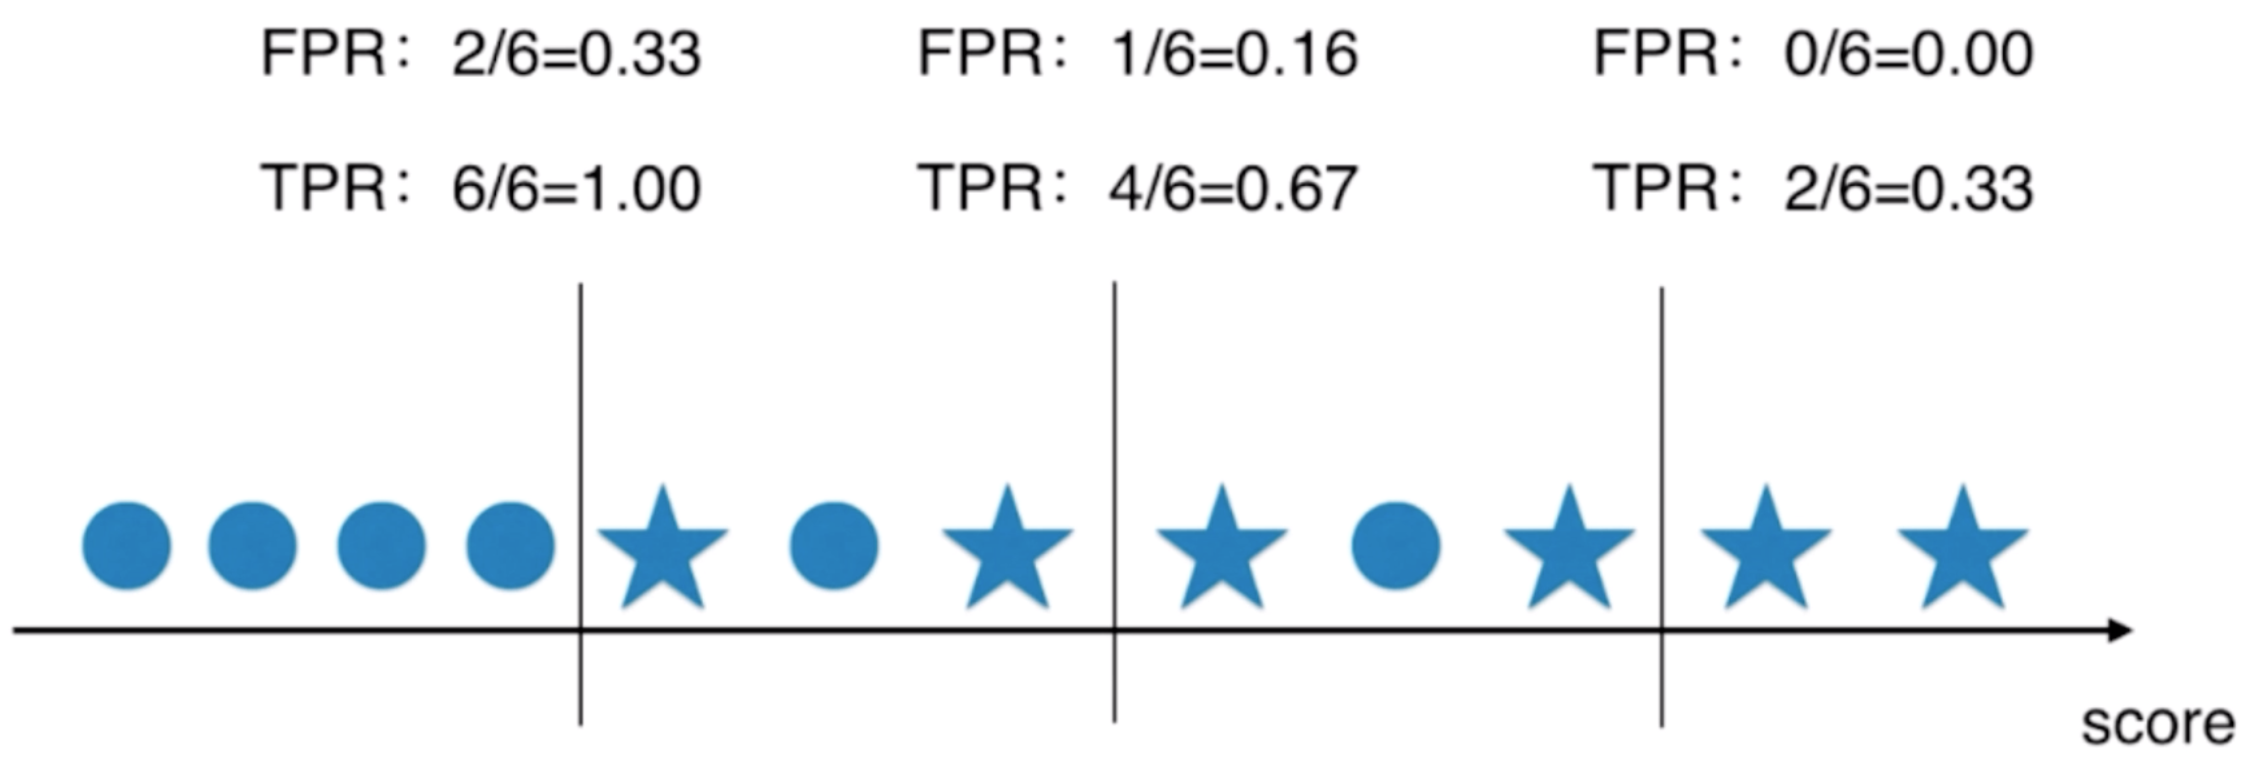 FPR： 2/6=0.33 FPR： 1/6=0.16 FPR： 0/6=0.00
TPR： 6/6=1.00 TPR： 4/6=0.67 TPR： 2/6=0.33
score